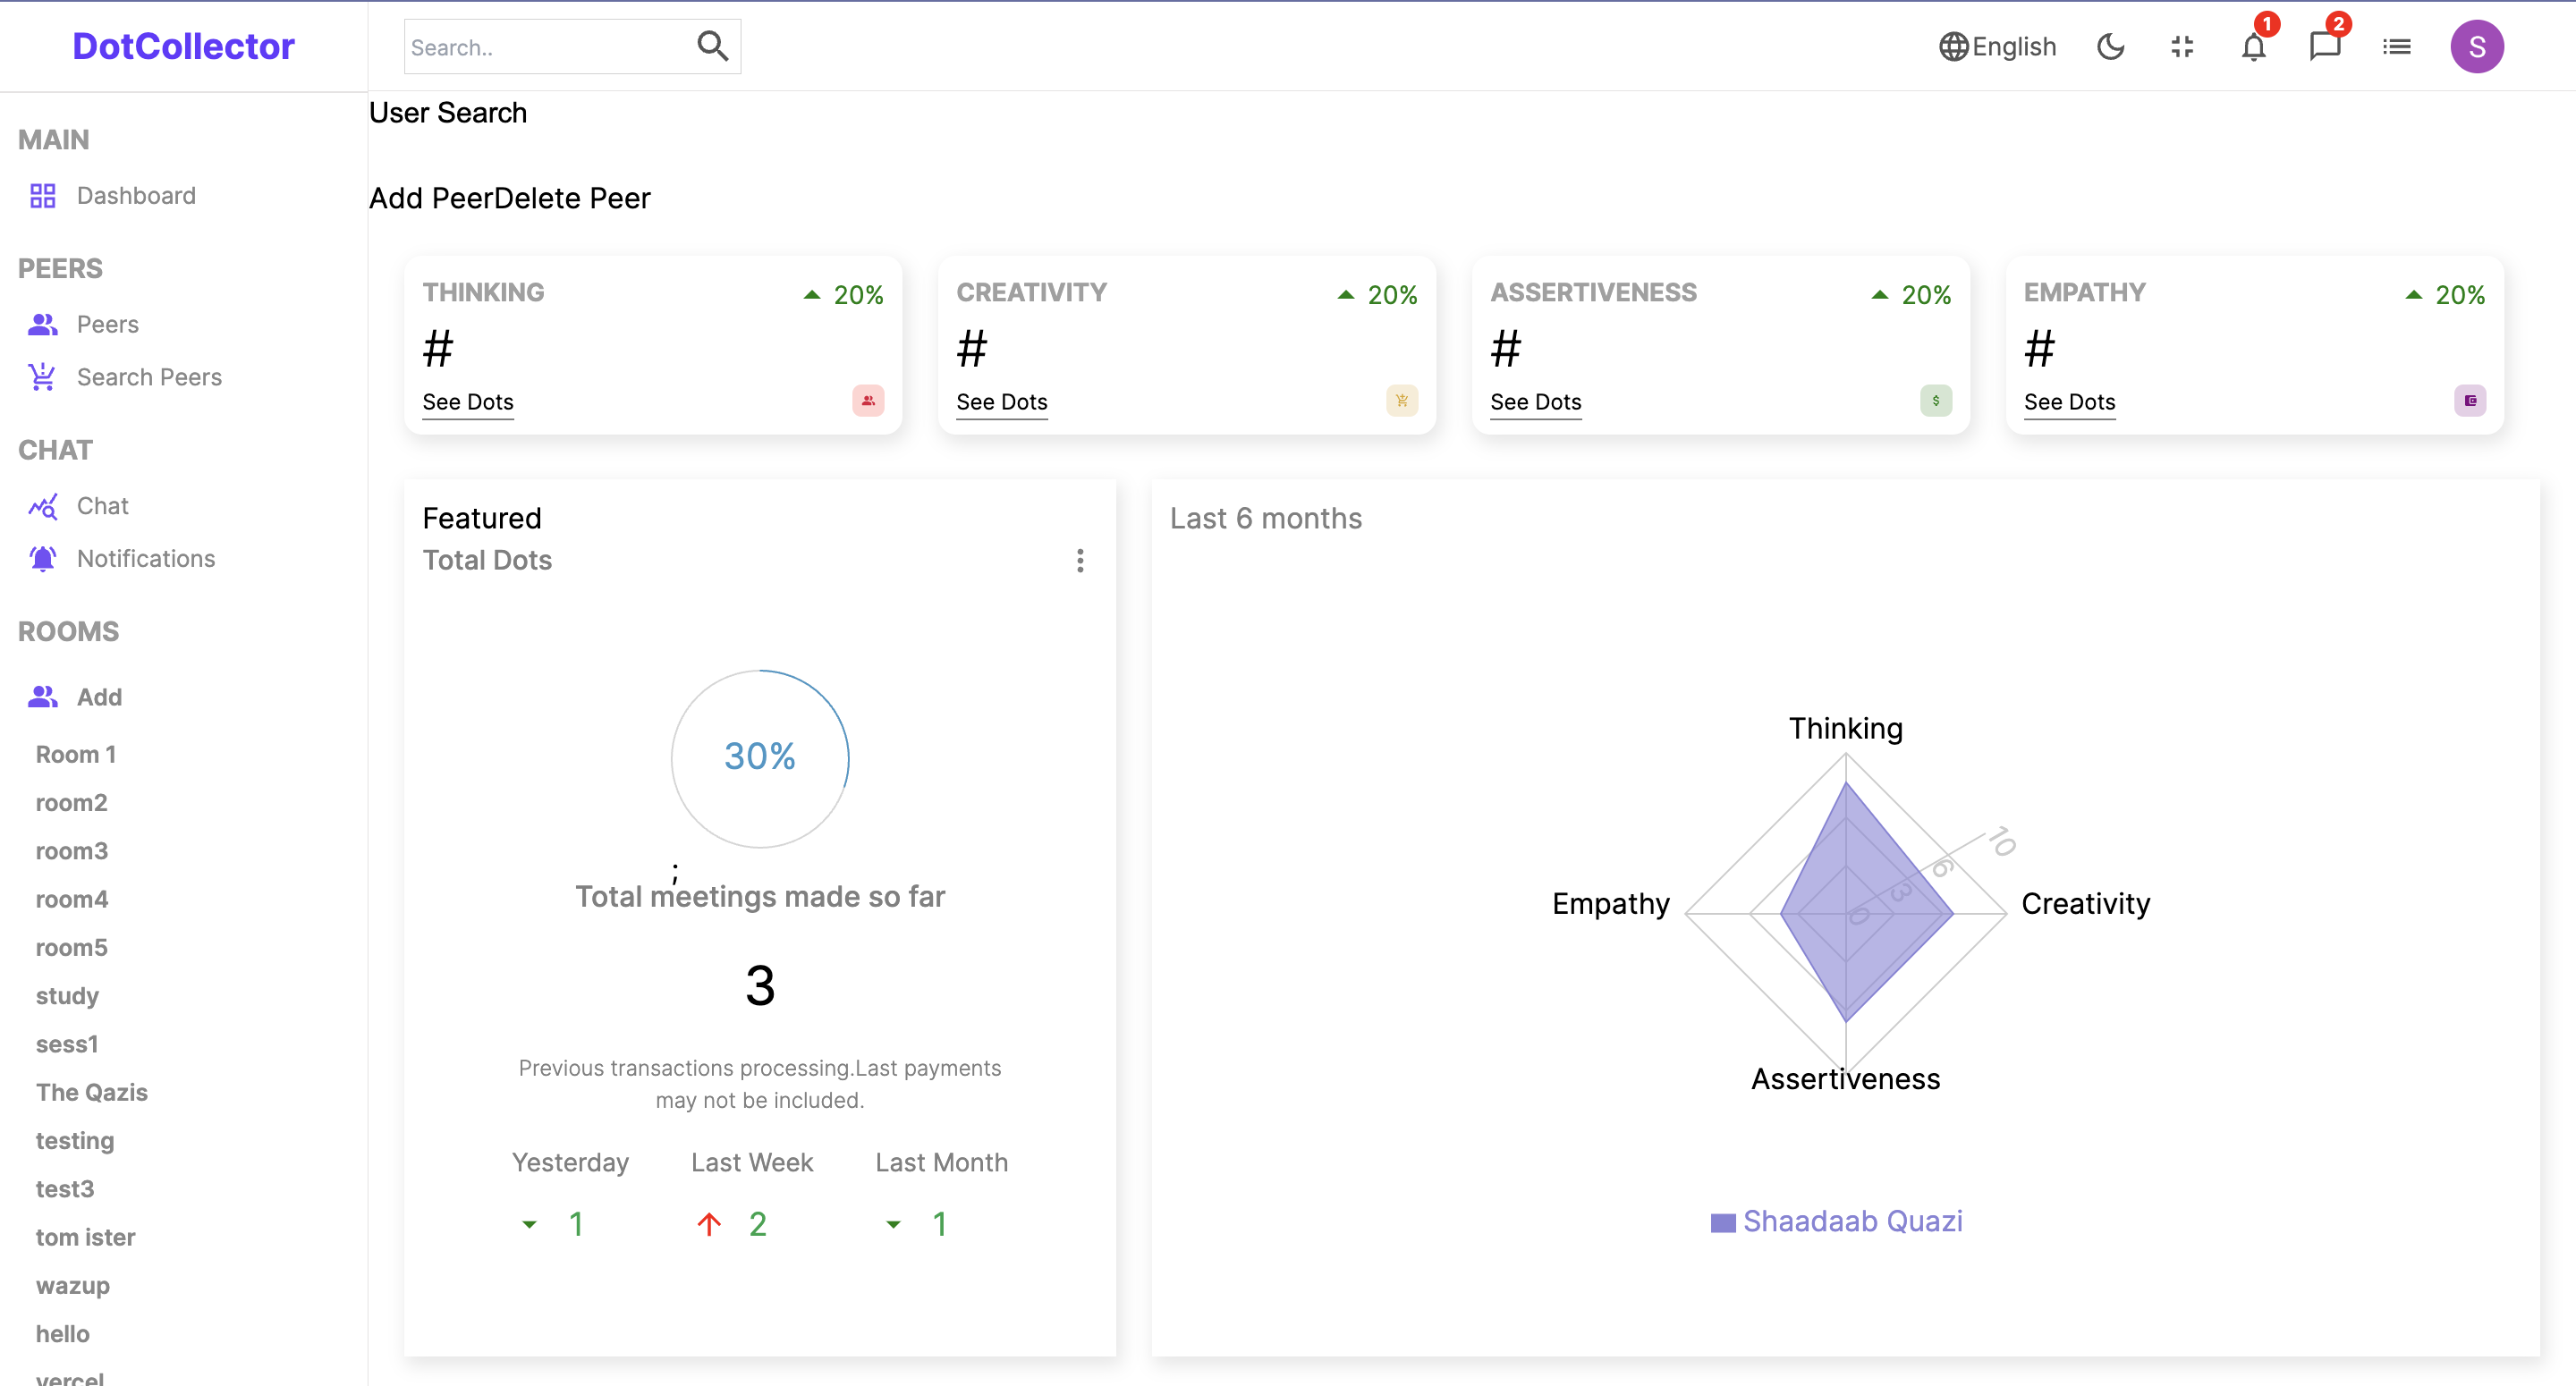 DotCollector
Search..
English
1
2
S
MAIN
Dashboard
PEERS
Peers
Search Peers
CHAT
Chat
Notifications
ROOMS
Add
Room 1
room2
room3
room4
room5
study
sess1
The Qazis
testing
test3
tom ister
wazup
hello
vercel
User Search
Add PeerDelete Peer
THINKING
20%
#
See Dots
CREATIVITY
20%
#
See Dots
ASSERTIVENESS
20%
#
See Dots
$
EMPATHY
20%
#
See Dots
Featured
Total Dots
30%
;
Total meetings made so far
3
Previous transactions processing.Last payments
may not be included.
Yesterday
Last Week
Last Month
1
2
1
Last 6 months
Thinking
10
6
3
0
Empathy
Creativity
Assertiveness
Shaadaab Quazi